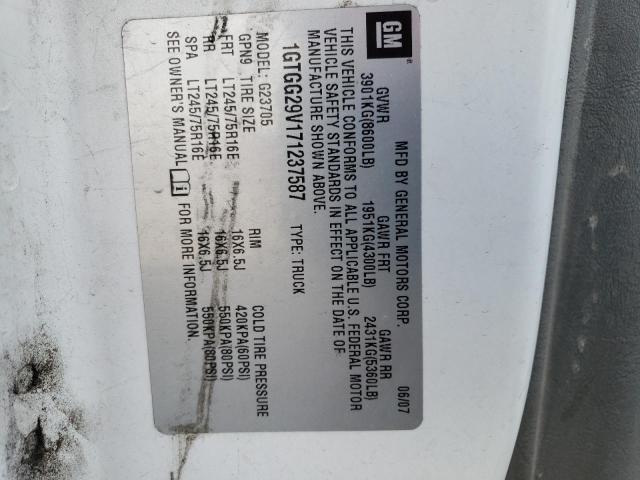 GM
MFD BY GENERAL MOTORS CORP. 06/07
GVWR GAWR FRT GAWR RR
3901KG(8600LB) 1951KG(4300LB) 2431KG(5360LB)
THIS VEHICLE CONFORMS TO ALL APPLICABLE U.S. FEDERAL MOTOR
VEHICLE SAFETY STANDARDS IN EFFECT ON THE DATE OF
MANUFACTURE SHOWN ABOVE.
1GTGG29V171237587 TYPE: TRUCK
MODEL: G23705
GPN9 TIRE SIZE RIM COLD TIRE PRESSURE
FRT LT245/75R16E 16X6.5J 420KPA(60PSI)
RR LT245/75R16E 16X6.5J 550KPA(80PSI)
SPA LT245/75R16E 16X6.5J 550KPA(80PSI)
SEE OWNER'S MANUAL FOR MORE INFORMATION.